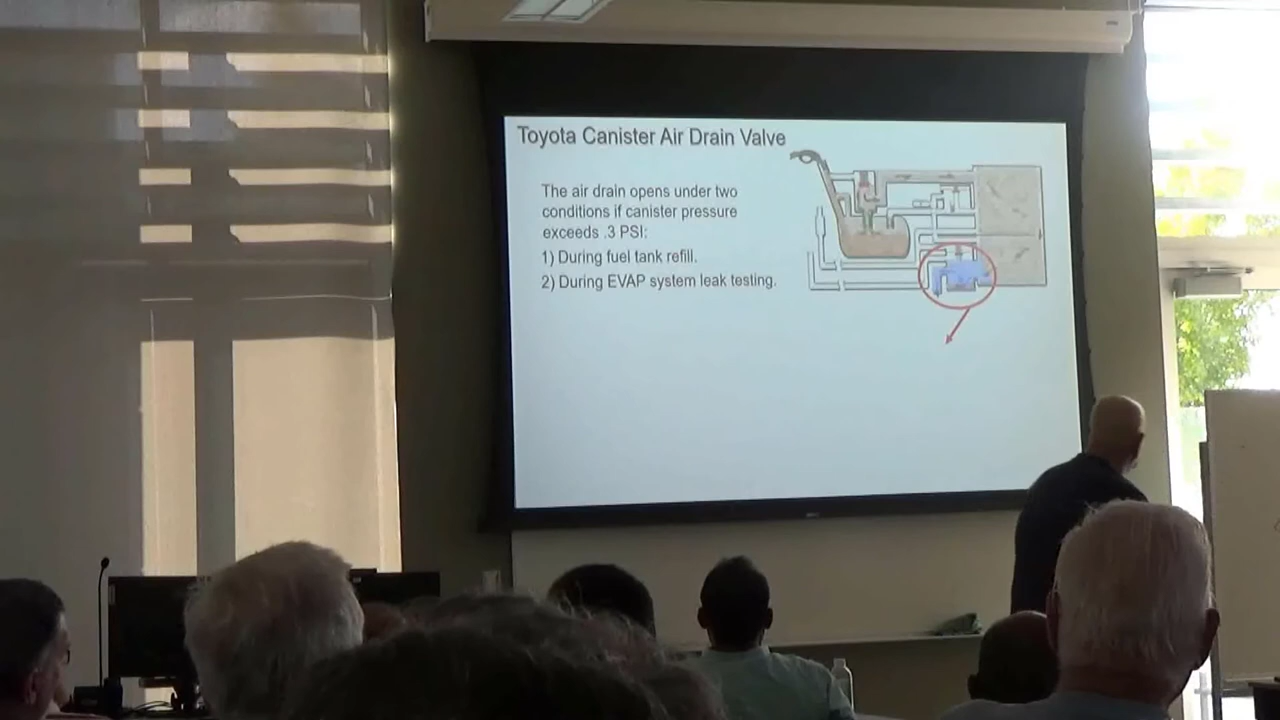 Toyota Canister Air Drain Valve
The air drain opens under two
conditions if canister pressure
exceeds .3 PSI:
1) During fuel tank refill.
2) During EVAP system leak testing.